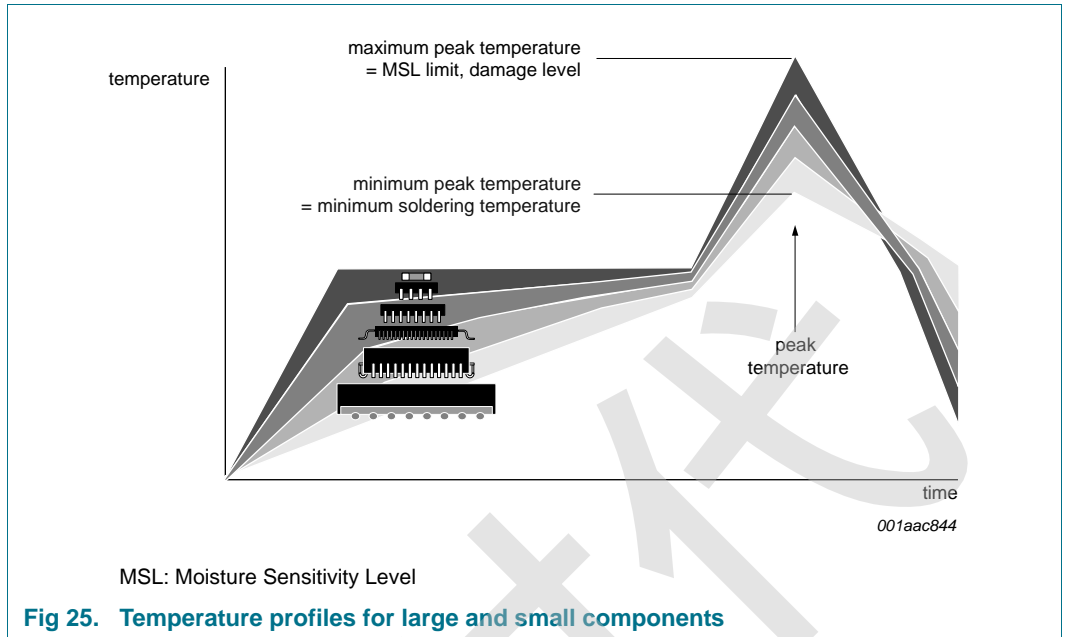 maximum peak temperature
= MSL limit, damage level
temperature
minimum peak temperature
= minimum soldering temperature
peak
temperature
time
001aac844
MSL: Moisture Sensitivity Level
Fig 25. Temperature profiles for large and small components